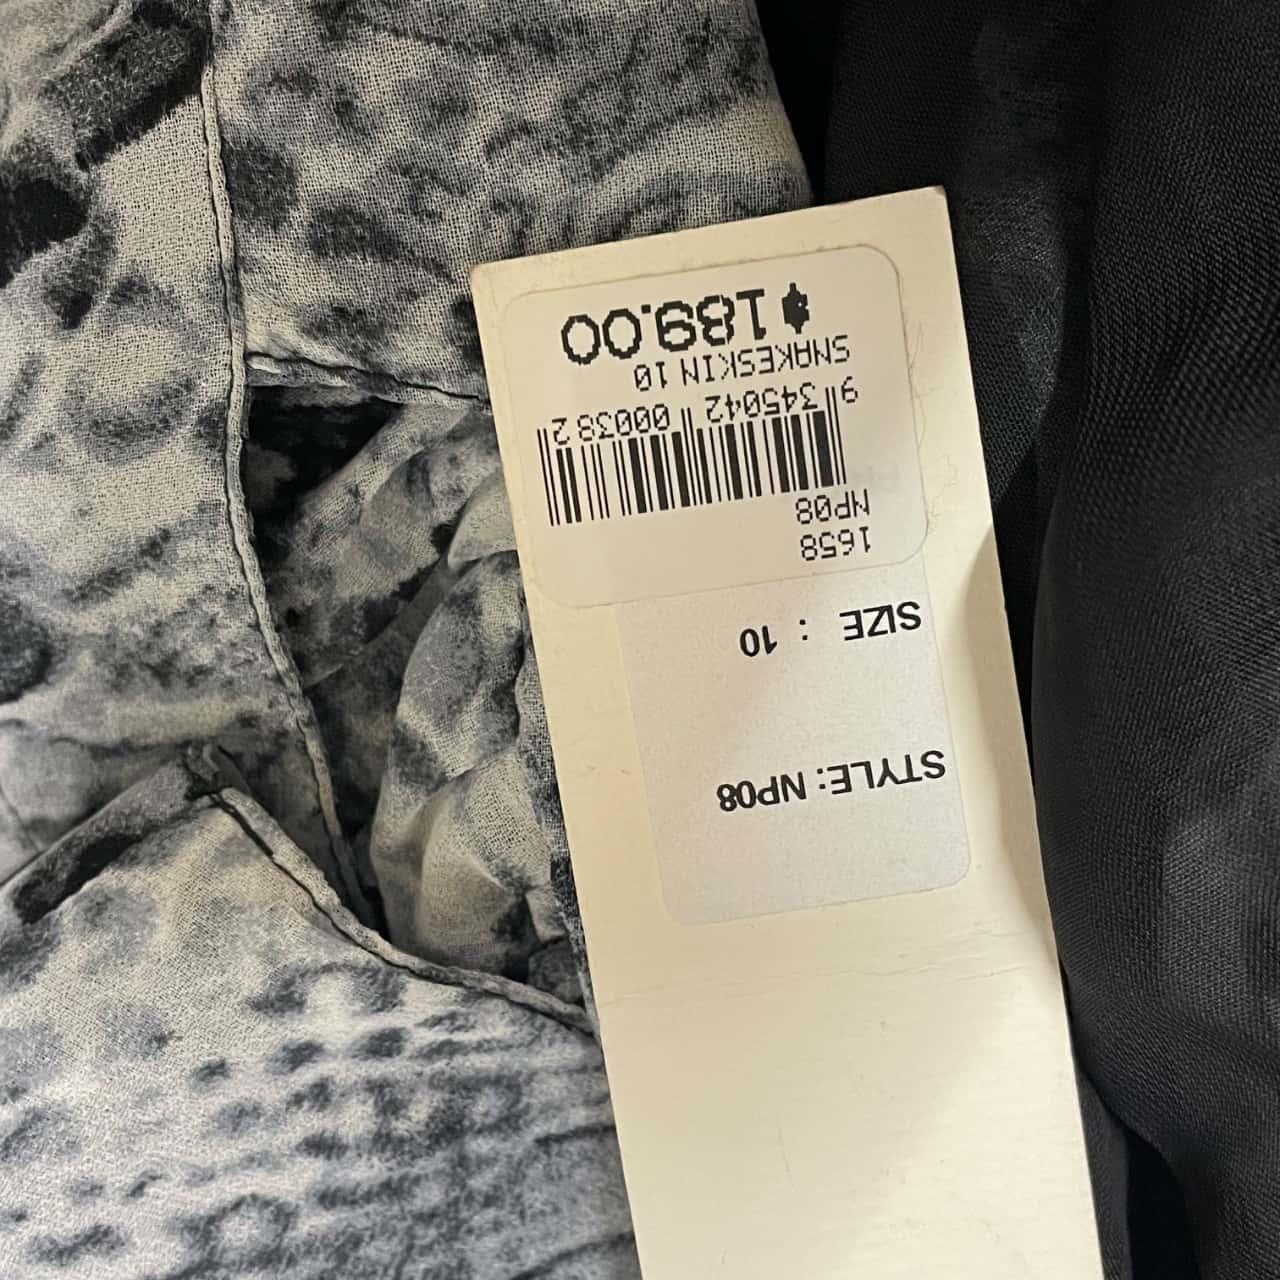 STYLE: NP08
SIZE : 10
1658
NP08
9 345042 00038 2
SNAKESKIN 10
$189.00